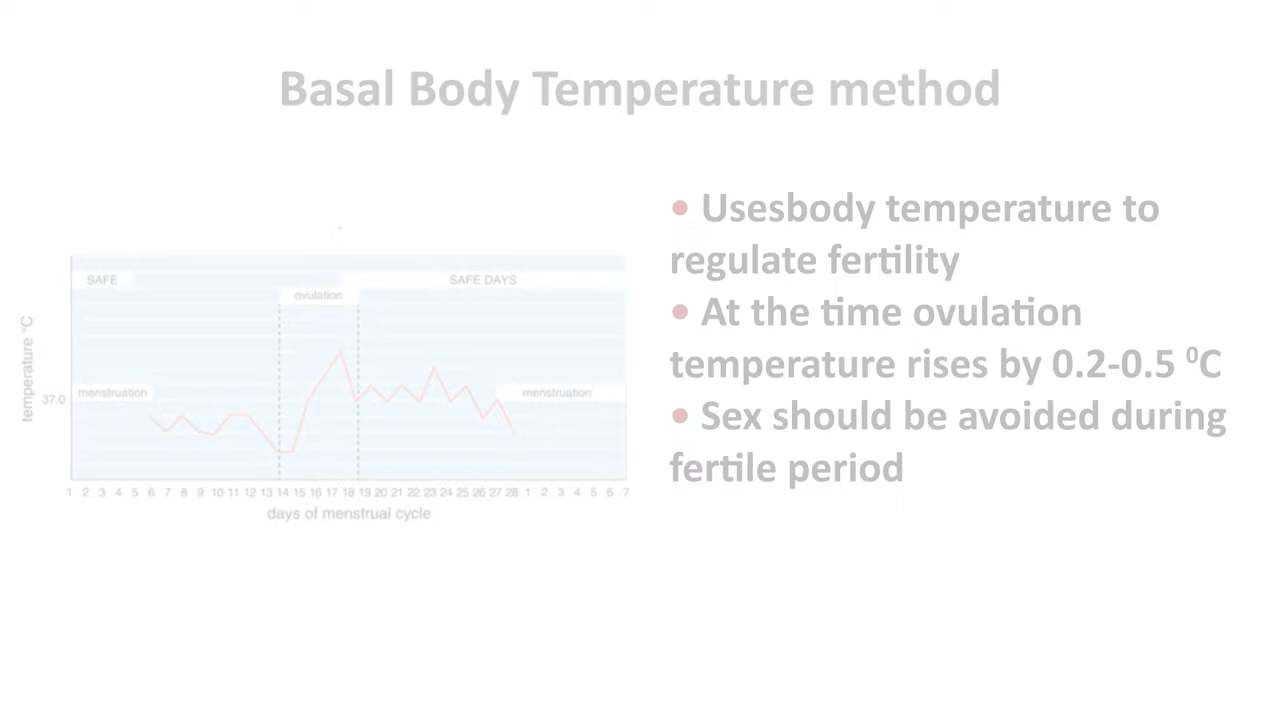 Basal Body Temperature method
• Usesbody temperature to
regulate fertility
• At the time ovulation
temperature rises by 0.2-0.5 ⁰C
• Sex should be avoided during
fertile period
SAFE
SAFE DAYS
ovulation
menstruation
menstruation
temperature °C
37.0
1 2 3 4 5 6 7 8 9 10 11 12 13 14 15 16 17 18 19 20 21 22 23 24 25 26 27 28 1 2 3 4 5 6 7
days of menstrual cycle